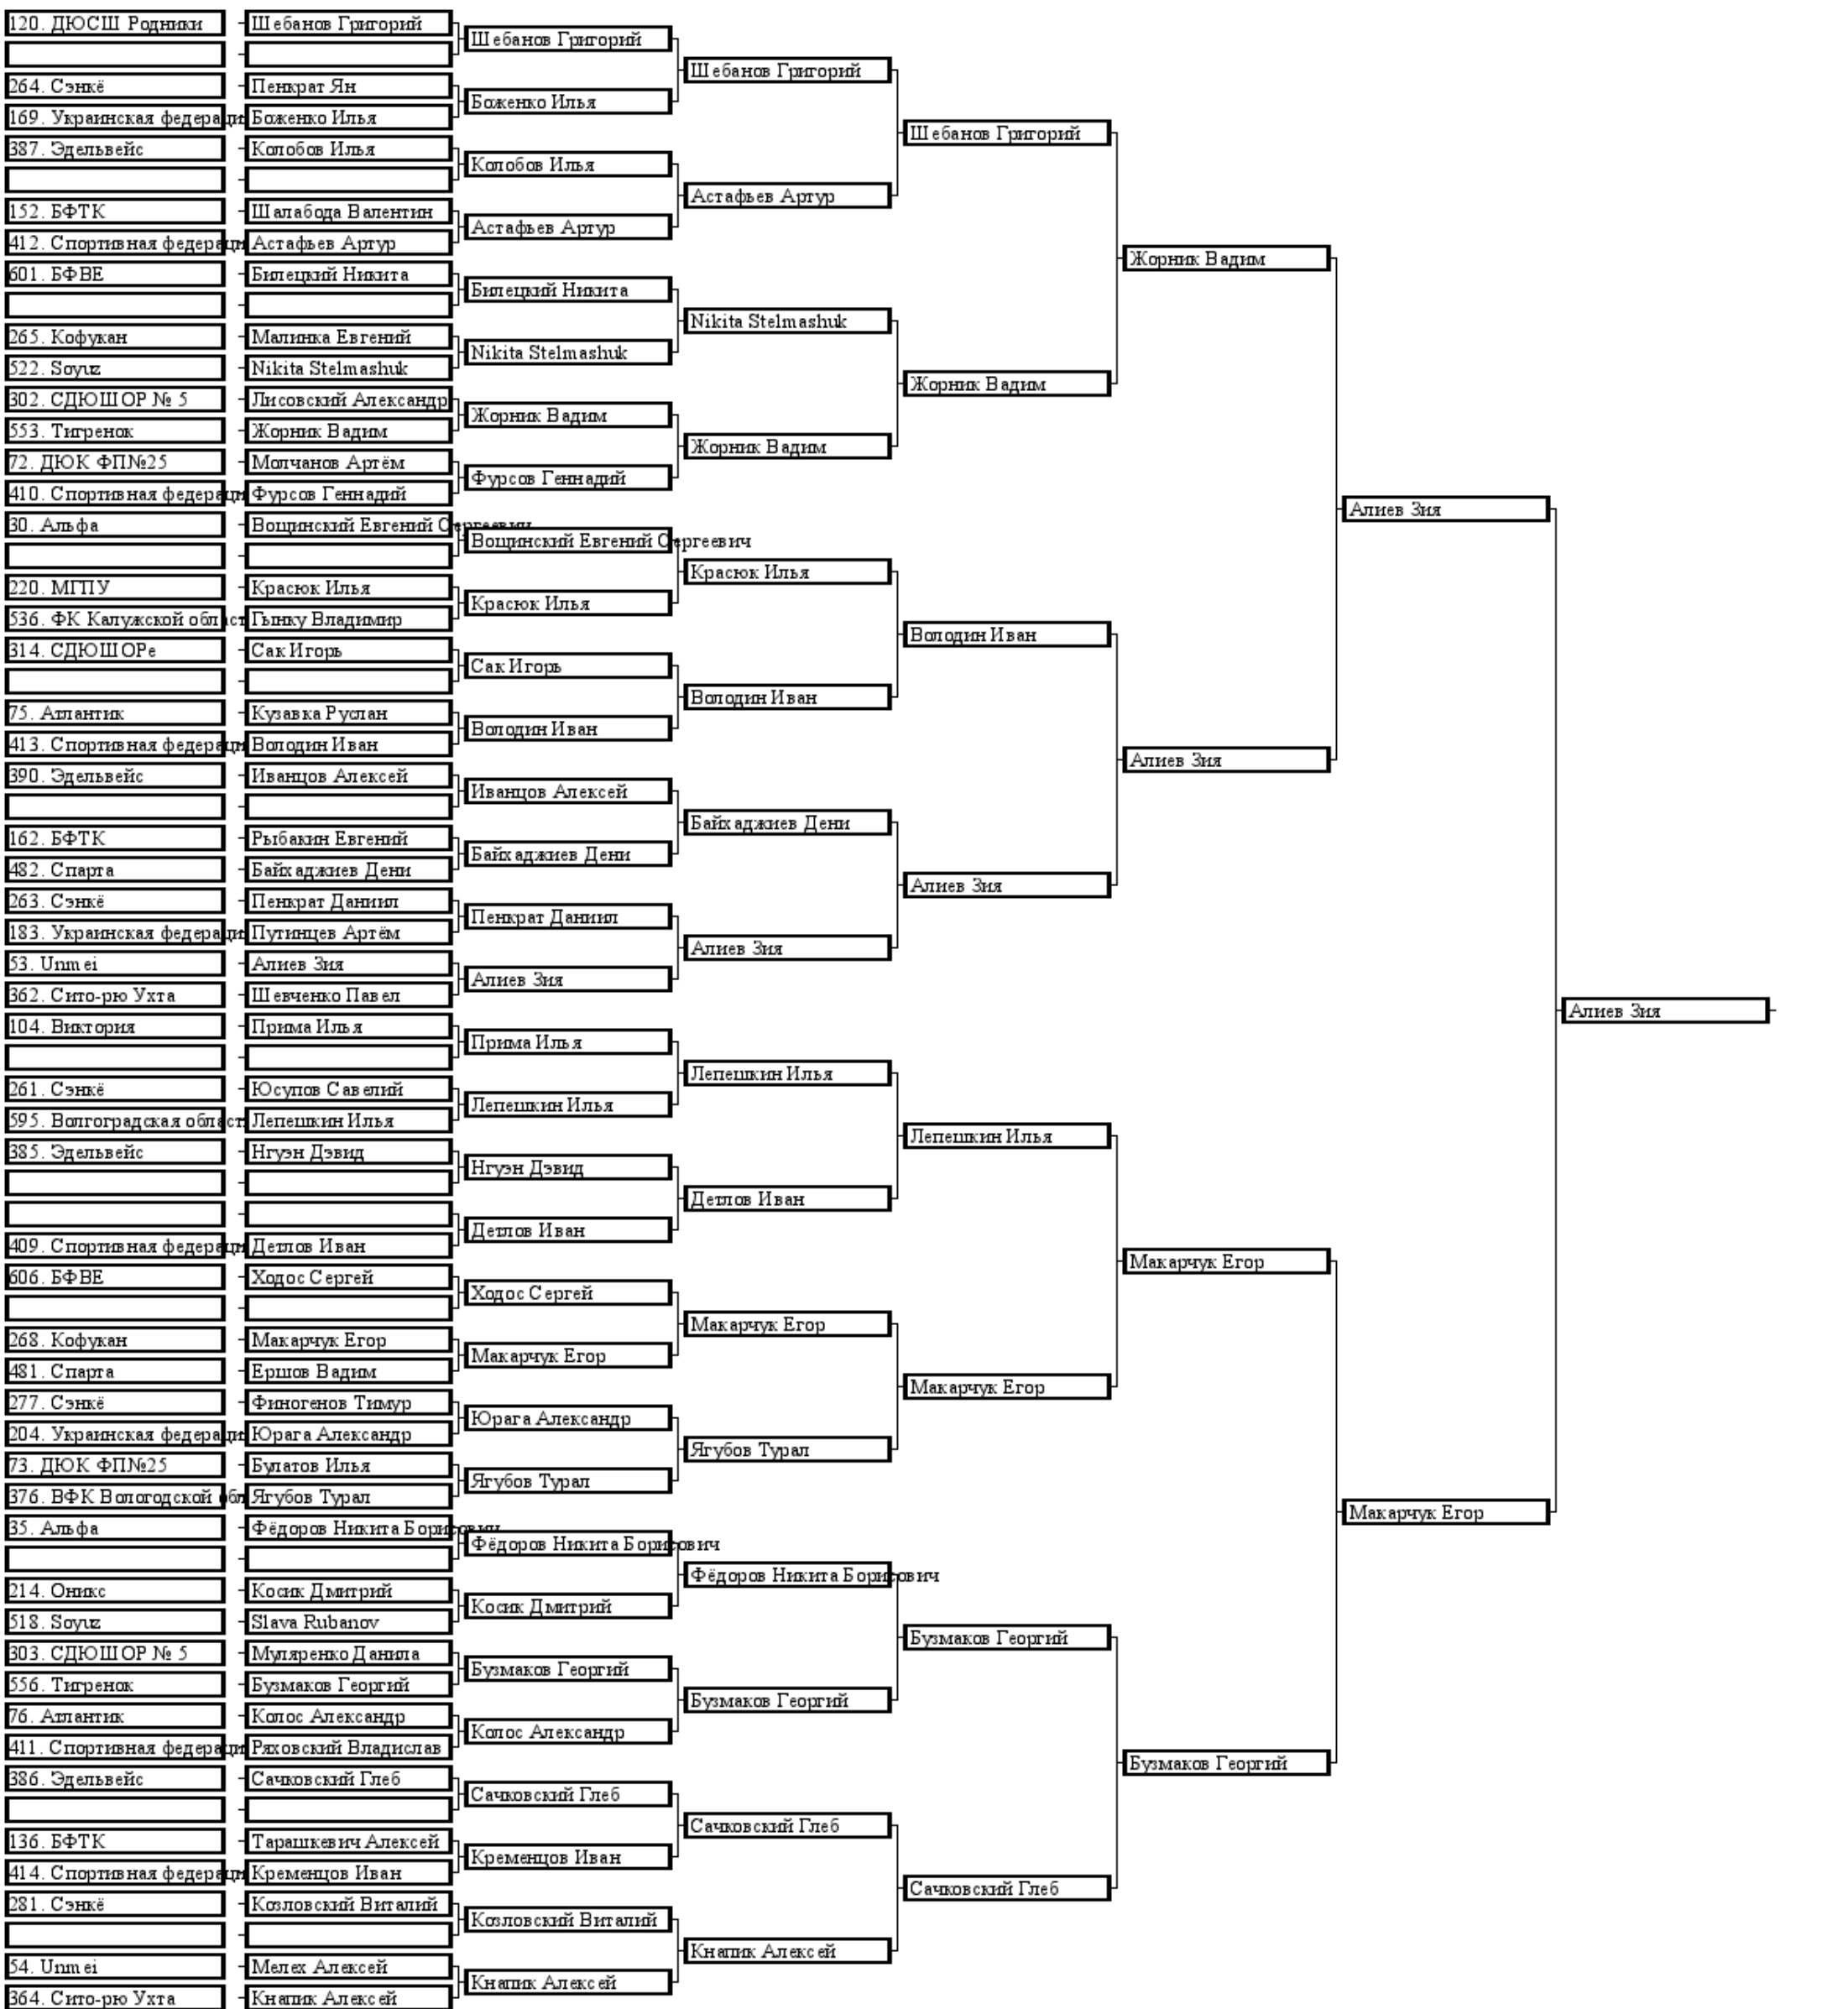 120. ДЮСШ Родники
Шебанов Григорий
Шебанов Григорий
Шебанов Григорий
264. Сэнкё
Пенкрат Ян
Боженко Илья
169. Украинская федераци
Боженко Илья
Шебанов Григорий
387. Эдельвейс
Колобов Илья
Колобов Илья
Астафьев Артур
152. БФТК
Шалабода Валентин
Астафьев Артур
412. Спортивная федераци
Астафьев Артур
Жорник Вадим
601. БФВЕ
Билецкий Никита
Билецкий Никита
Nikita Stelmashuk
265. Кофукан
Малинка Евгений
Nikita Stelmashuk
522. Soyuz
Nikita Stelmashuk
Жорник Вадим
302. СДЮШОР № 5
Лисовский Александр
Жорник Вадим
553. Тигренок
Жорник Вадим
Жорник Вадим
72. ДЮК ФП№25
Молчанов Артём
Фурсов Геннадий
410. Спортивная федераци
Фурсов Геннадий
Алиев Зия
30. Альфа
Вощинский Евгений Сергеевич
Вощинский Евгений Сергеевич
Красюк Илья
220. МГПУ
Красюк Илья
Красюк Илья
536. ФК Калужской област
Гынку Владимир
Володин Иван
314. СДЮШОРе
Сак Игорь
Сак Игорь
Володин Иван
75. Атлантик
Кузавка Руслан
Володин Иван
413. Спортивная федераци
Володин Иван
Алиев Зия
390. Эдельвейс
Иванцов Алексей
Иванцов Алексей
Байхаджиев Дени
162. БФТК
Рыбакин Евгений
Байхаджиев Дени
482. Спарта
Байхаджиев Дени
Алиев Зия
263. Сэнкё
Пенкрат Даниил
Пенкрат Даниил
183. Украинская федераци
Путинцев Артём
Алиев Зия
53. Unmei
Алиев Зия
Алиев Зия
362. Сито-рю Ухта
Шевченко Павел
Алиев Зия
104. Виктория
Прима Илья
Прима Илья
Лепешкин Илья
261. Сэнкё
Юсупов Савелий
Лепешкин Илья
595. Волгоградская област
Лепешкин Илья
Лепешкин Илья
385. Эдельвейс
Нгуэн Дэвид
Нгуэн Дэвид
Детлов Иван
Детлов Иван
409. Спортивная федераци
Детлов Иван
Макарчук Егор
606. БФВЕ
Ходос Сергей
Ходос Сергей
Макарчук Егор
268. Кофукан
Макарчук Егор
Макарчук Егор
481. Спарта
Ершов Вадим
Макарчук Егор
277. Сэнкё
Финогенов Тимур
Юрага Александр
204. Украинская федераци
Юрага Александр
Ягубов Турал
73. ДЮК ФП№25
Булатов Илья
Ягубов Турал
376. ВФК Вологодской обл
Ягубов Турал
Макарчук Егор
35. Альфа
Фёдоров Никита Борисович
Фёдоров Никита Борисович
Фёдоров Никита Борисович
214. Оникс
Косик Дмитрий
Косик Дмитрий
518. Soyuz
Slava Rubanov
Бузмаков Георгий
303. СДЮШОР № 5
Муляренко Данила
Бузмаков Георгий
556. Тигренок
Бузмаков Георгий
Бузмаков Георгий
76. Атлантик
Колос Александр
Колос Александр
411. Спортивная федераци
Ряховский Владислав
Бузмаков Георгий
386. Эдельвейс
Сачковский Глеб
Сачковский Глеб
Сачковский Глеб
136. БФТК
Тарашкевич Алексей
Кременцов Иван
414. Спортивная федераци
Кременцов Иван
Сачковский Глеб
281. Сэнкё
Козловский Виталий
Козловский Виталий
Кнапик Алексей
54. Unmei
Мелех Алексей
Кнапик Алексей
364. Сито-рю Ухта
Кнапик Алексей